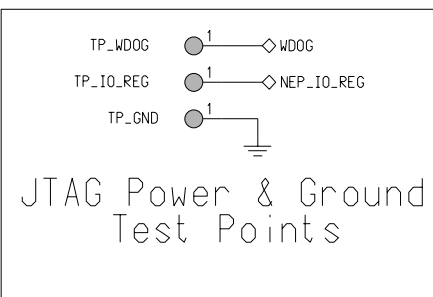 TP_WDOG 1 WDOG
TP_IO_REG 1 NEP_IO_REG
TP_GND 1
JTAG Power & Ground
Test Points